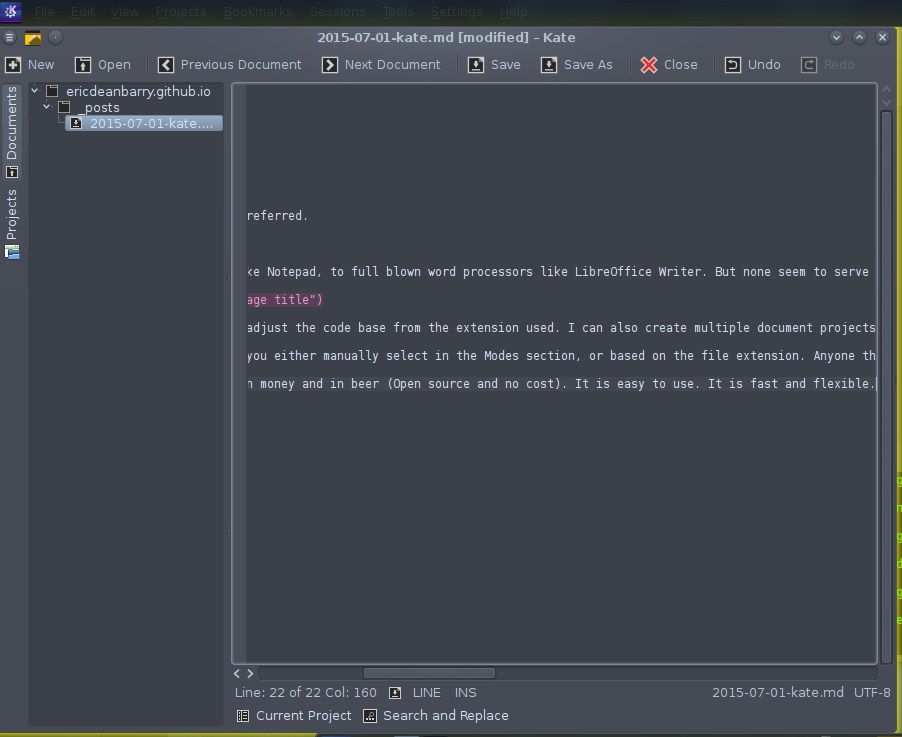 File Edit View Projects Bookmarks Sessions Tools Settings Help
2015-07-01-kate.md [modified] – Kate
New Open Previous Document Next Document Save Save As Close Undo Redo
Documents
Projects
ericdeanbarry.github.io
_posts
2015-07-01-kate....
referred.
ke Notepad, to full blown word processors like LibreOffice Writer. But none seem to serve
age title")
adjust the code base from the extension used. I can also create multiple document projects
you either manually select in the Modes section, or based on the file extension. Anyone th
n money and in beer (Open source and no cost). It is easy to use. It is fast and flexible.
Line: 22 of 22 Col: 160 LINE INS 2015-07-01-kate.md UTF-8
Current Project Search and Replace